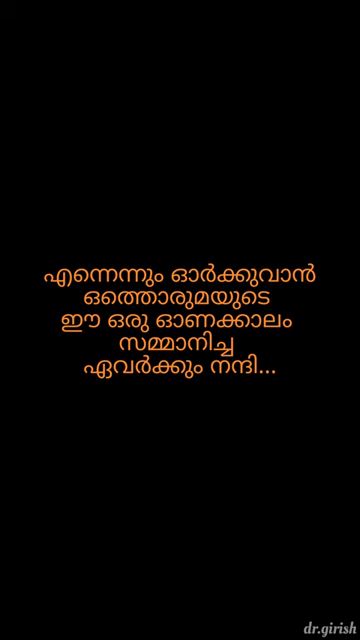 എന്നെന്നും ഓർക്കുവാൻ
ഒത്തൊരുമയുടെ
ഈ ഒരു ഓണക്കാലം
സമ്മാനിച്ച
ഏവർക്കും നന്ദി...
dr.girish